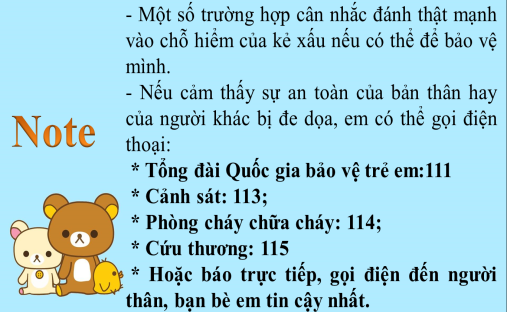 - Một số trường hợp cân nhắc đánh thật mạnh
vào chỗ hiểm của kẻ xấu nếu có thể để bảo vệ
mình.
- Nếu cảm thấy sự an toàn của bản thân hay
của người khác bị đe dọa, em có thể gọi điện
thoại:
Note
* Tổng đài Quốc gia bảo vệ trẻ em:111
* Cảnh sát: 113;
* Phòng cháy chữa cháy: 114;
* Cứu thương: 115
* Hoặc báo trực tiếp, gọi điện đến người
thân, bạn bè em tin cậy nhất.